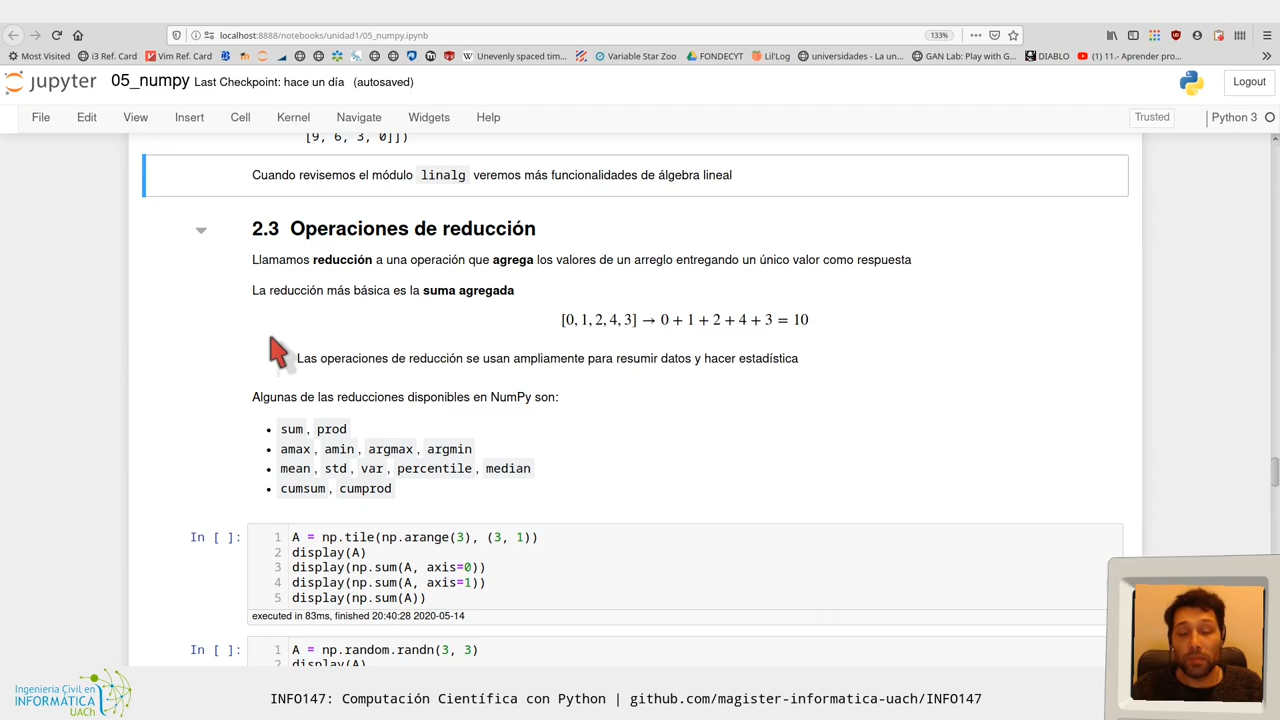 localhost:8888/notebooks/unidad1/05_numpy.ipynb
133%
Most Visited
i3 Ref. Card
Vim Ref. Card
Unevenly spaced tim...
Variable Star Zoo
FONDECYT
Lil'Log
universidades - La un...
GAN Lab: Play with G...
DIABLO
(1) 11.- Aprender pro...
jupyter 05_numpy Last Checkpoint: hace un día (autosaved)
Logout
File Edit View Insert Cell Kernel Navigate Widgets Help
Trusted
Python 3
[9, 6, 3, 0]])
Cuando revisemos el módulo linalg veremos más funcionalidades de álgebra lineal
2.3 Operaciones de reducción
Llamamos reducción a una operación que agrega los valores de un arreglo entregando un único valor como respuesta
La reducción más básica es la suma agregada
[0, 1, 2, 4, 3] → 0 + 1 + 2 + 4 + 3 = 10
Las operaciones de reducción se usan ampliamente para resumir datos y hacer estadística
Algunas de las reducciones disponibles en NumPy son:
• sum, prod
• amax, amin, argmax, argmin
• mean, std, var, percentile, median
• cumsum, cumprod
In [ ]:
1 A = np.tile(np.arange(3), (3, 1))
2 display(A)
3 display(np.sum(A, axis=0))
4 display(np.sum(A, axis=1))
5 display(np.sum(A))
executed in 83ms, finished 20:40:28 2020-05-14
In [ ]:
1 A = np.random.randn(3, 3)
2 display(A)
Ingeniería Civil en
INFORMÁTICA
UACh
INFO147: Computación Científica con Python | github.com/magister-informatica-uach/INFO147